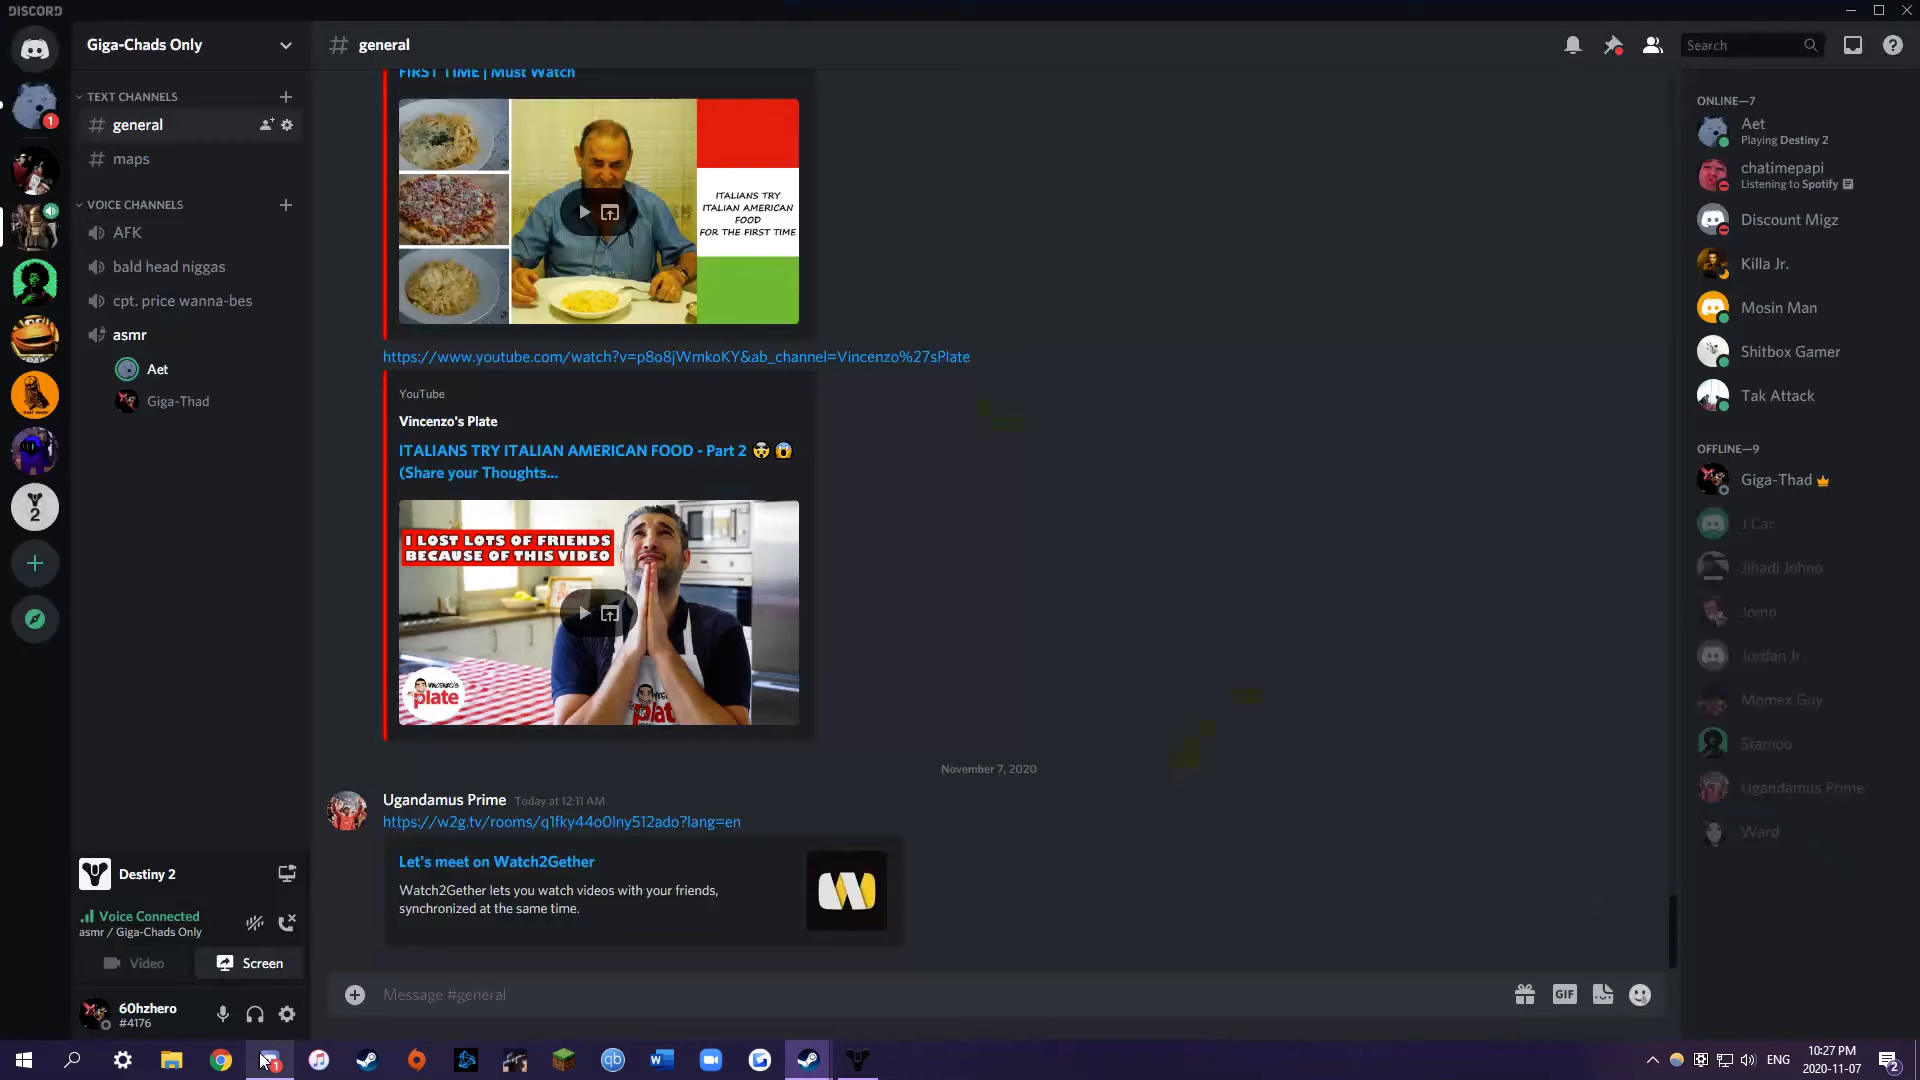 DISCORD
Giga-Chads Only
TEXT CHANNELS
general
maps
VOICE CHANNELS
AFK
bald head niggas
cpt. price wanna-bes
asmr
Aet
Giga-Thad
Destiny 2
Voice Connected
asmr / Giga-Chads Only
Video
Screen
60hzhero
#4176
# general
Search
FIRST TIME | Must Watch
ITALIANS TRY
ITALIAN AMERICAN
FOOD
FOR THE FIRST TIME
https://www.youtube.com/watch?v=p8o8jWmkoKY&ab_channel=Vincenzo%27sPlate
YouTube
Vincenzo's Plate
ITALIANS TRY ITALIAN AMERICAN FOOD - Part 2 🤯 😱
(Share your Thoughts...
I LOST LOTS OF FRIENDS
BECAUSE OF THIS VIDEO
VINCENZO'S
plate
November 7, 2020
Ugandamus Prime Today at 12:11 AM
https://w2g.tv/rooms/q1fky44o0lny512ado?lang=en
Let's meet on Watch2Gether
Watch2Gether lets you watch videos with your friends,
synchronized at the same time.
Message #general
GIF
ONLINE—7
Aet
Playing Destiny 2
chatimepapi
Listening to Spotify
Discount Migz
Killa Jr.
Mosin Man
Shitbox Gamer
Tak Attack
OFFLINE—9
Giga-Thad
J Car
Jihadi Johno
Jomo
Jordan Jr.
Momex Guy
Stamoo
Ugandamus Prime
Ward
ENG
10:27 PM
2020-11-07
2